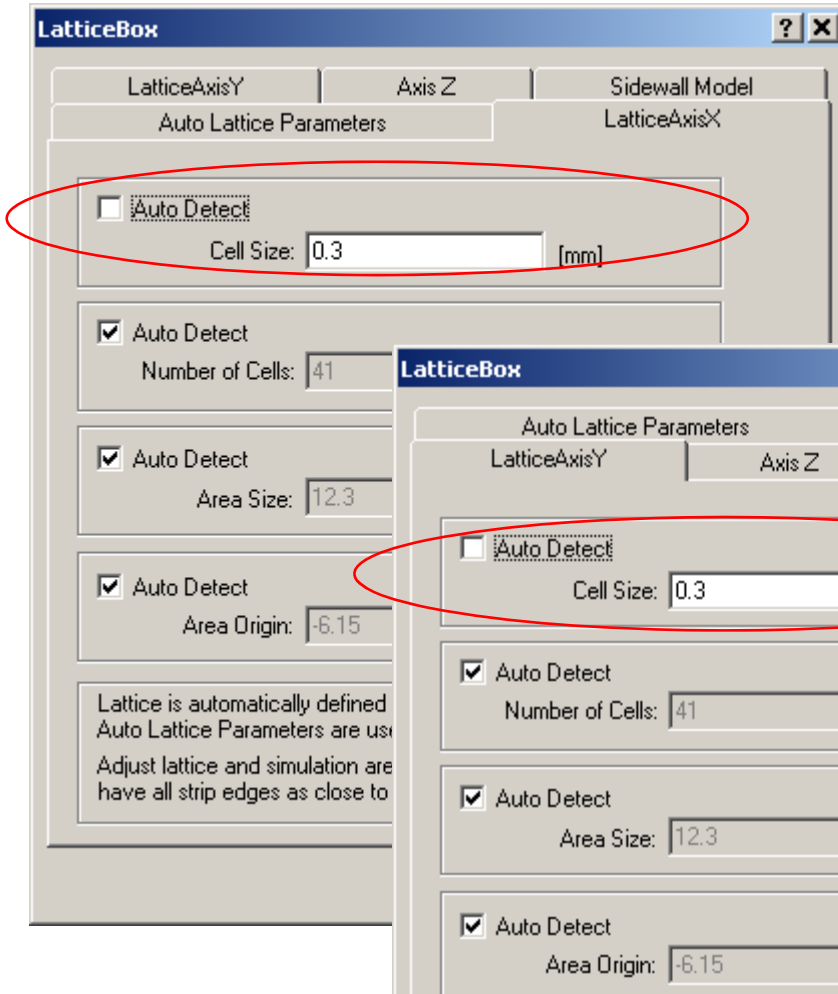 LatticeBox
LatticeAxisY Axis Z Sidewall Model
Auto Lattice Parameters LatticeAxisX
Auto Detect
Cell Size: 0.3 [mm]
Auto Detect
Number of Cells: 41
Auto Detect
Area Size: 12.3
Auto Detect
Area Origin: -6.15
Lattice is automatically defined
Auto Lattice Parameters are use
Adjust lattice and simulation are
have all strip edges as close to
LatticeBox
Auto Lattice Parameters
LatticeAxisY Axis Z
Auto Detect
Cell Size: 0.3
Auto Detect
Number of Cells: 41
Auto Detect
Area Size: 12.3
Auto Detect
Area Origin: -6.15